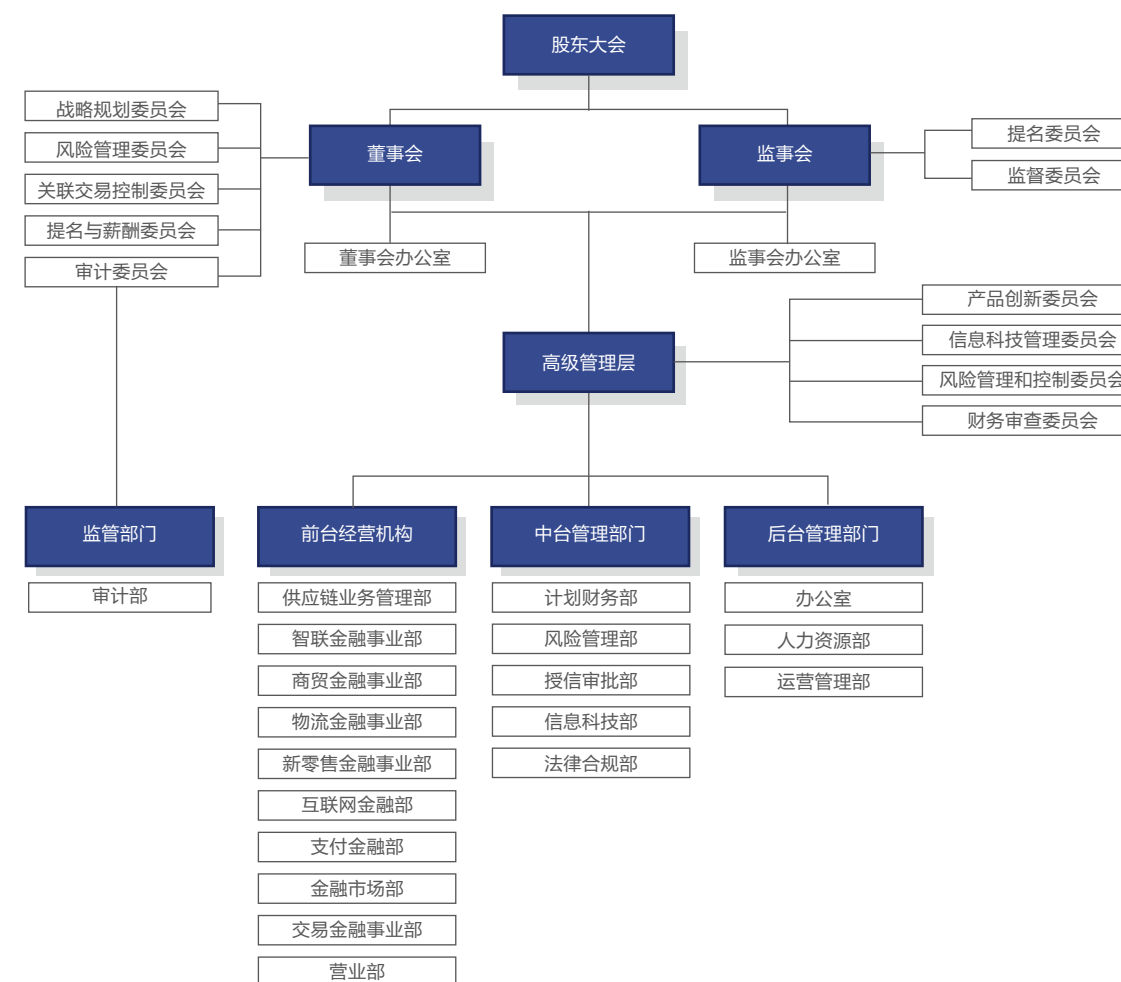 股东大会
战略规划委员会
风险管理委员会
关联交易控制委员会
提名与薪酬委员会
审计委员会
董事会
监事会
提名委员会
监督委员会
董事会办公室
监事会办公室
高级管理层
产品创新委员会
信息科技管理委员会
风险管理和控制委员会
财务审查委员会
监管部门
审计部
前台经营机构
供应链业务管理部
智联金融事业部
商贸金融事业部
物流金融事业部
新零售金融事业部
互联网金融部
支付金融部
金融市场部
交易金融事业部
营业部
中台管理部门
计划财务部
风险管理部
授信审批部
信息科技部
法律合规部
后台管理部门
办公室
人力资源部
运营管理部